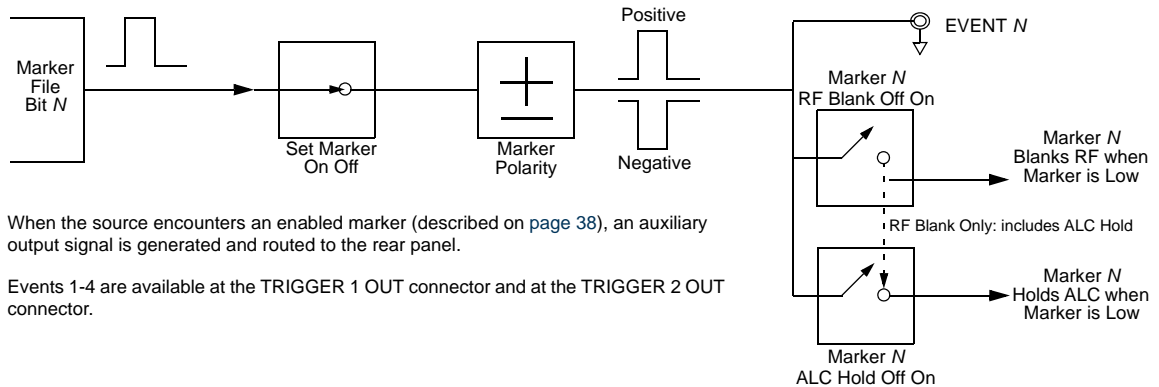 Marker
File
Bit N
Set Marker
On Off
Marker
Polarity
Positive
Negative
EVENT N
Marker N
RF Blank Off On
Marker N
Blanks RF when
Marker is Low
RF Blank Only: includes ALC Hold
Marker N
Holds ALC when
Marker is Low
Marker N
ALC Hold Off On
When the source encounters an enabled marker (described on page 38), an auxiliary
output signal is generated and routed to the rear panel.
Events 1-4 are available at the TRIGGER 1 OUT connector and at the TRIGGER 2 OUT
connector.